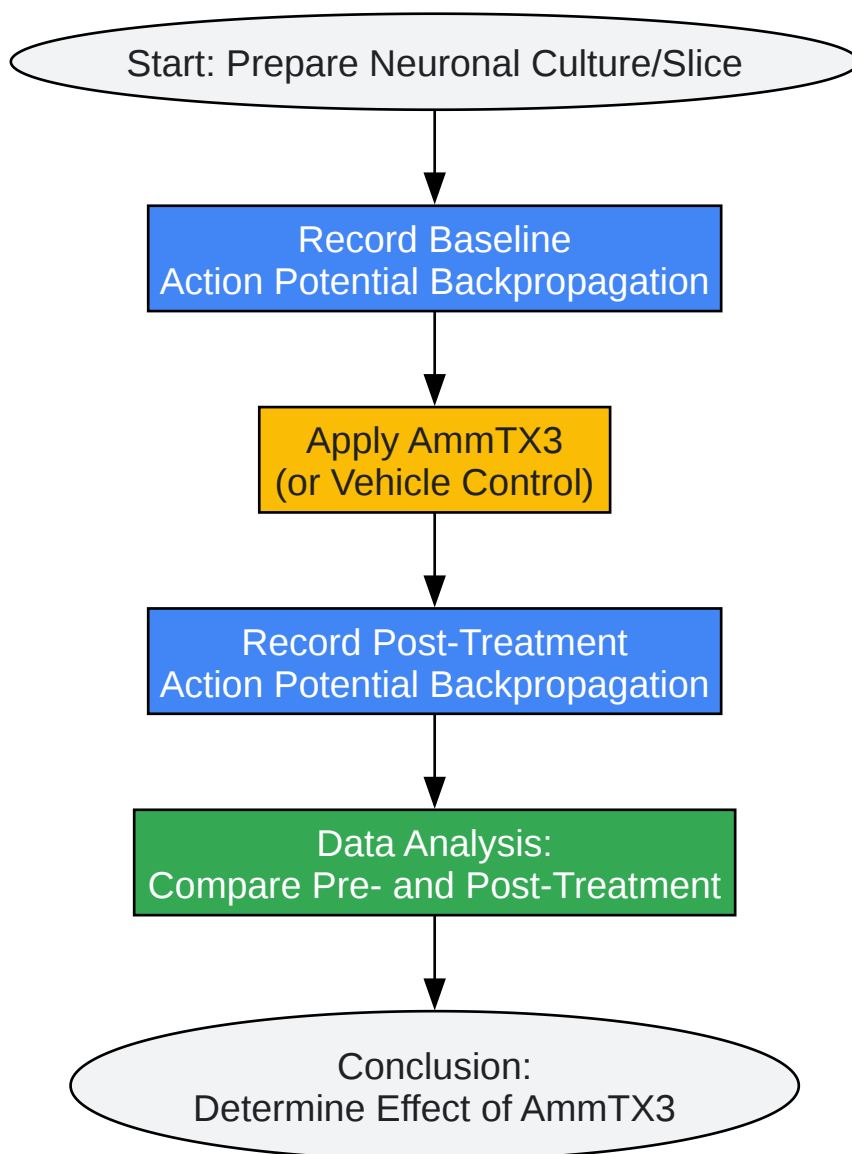 Start: Prepare Neuronal Culture/Slice
Record Baseline
Action Potential Backpropagation
Apply AmmTX3
(or Vehicle Control)
Record Post-Treatment
Action Potential Backpropagation
Data Analysis:
Compare Pre- and Post-Treatment
Conclusion:
Determine Effect of AmmTX3